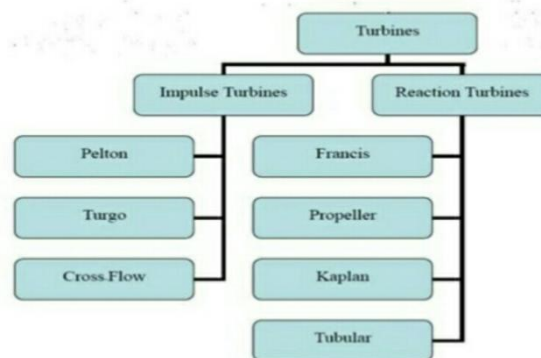 Turbines
Impulse Turbines
Reaction Turbines
Pelton
Francis
Turgo
Propeller
Cross-Flow
Kaplan
Tubular